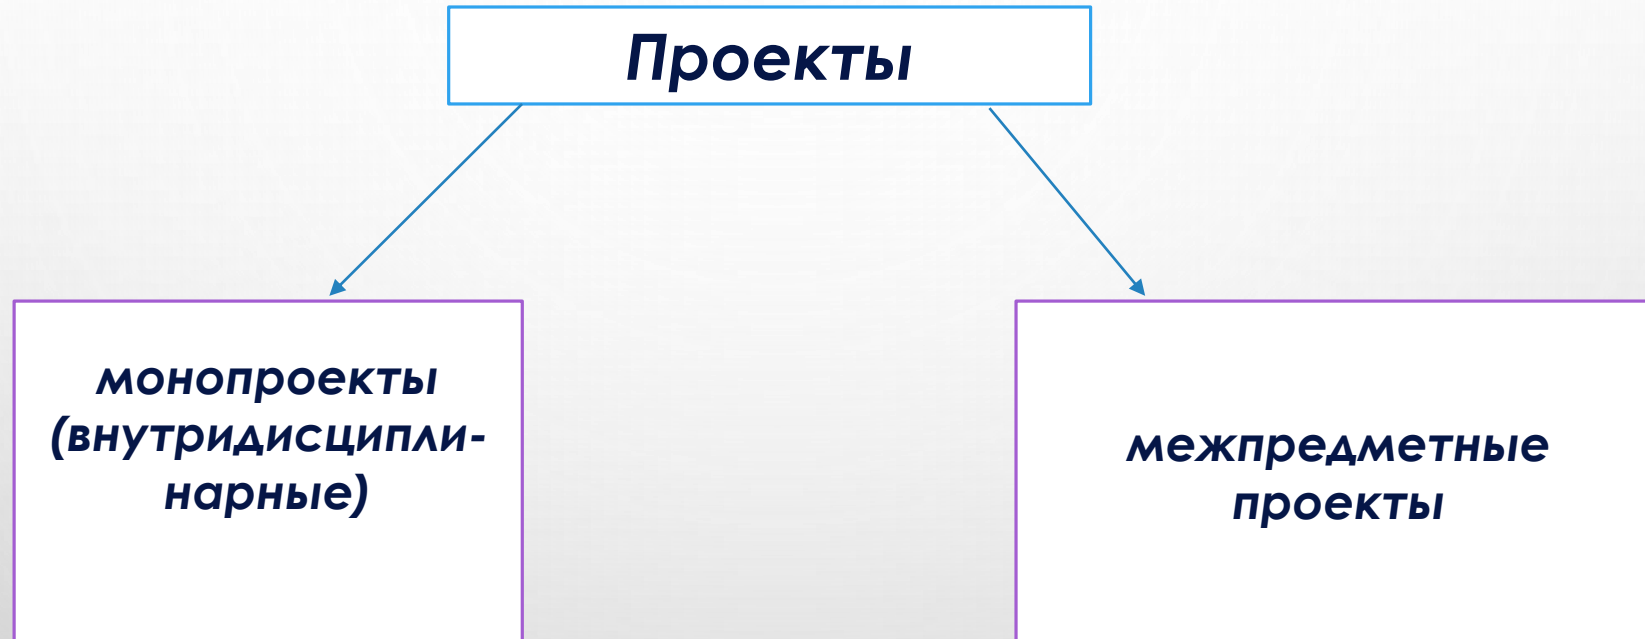 Проекты
монопроекты
(внутридисципли-
нарные)
межпредметные
проекты